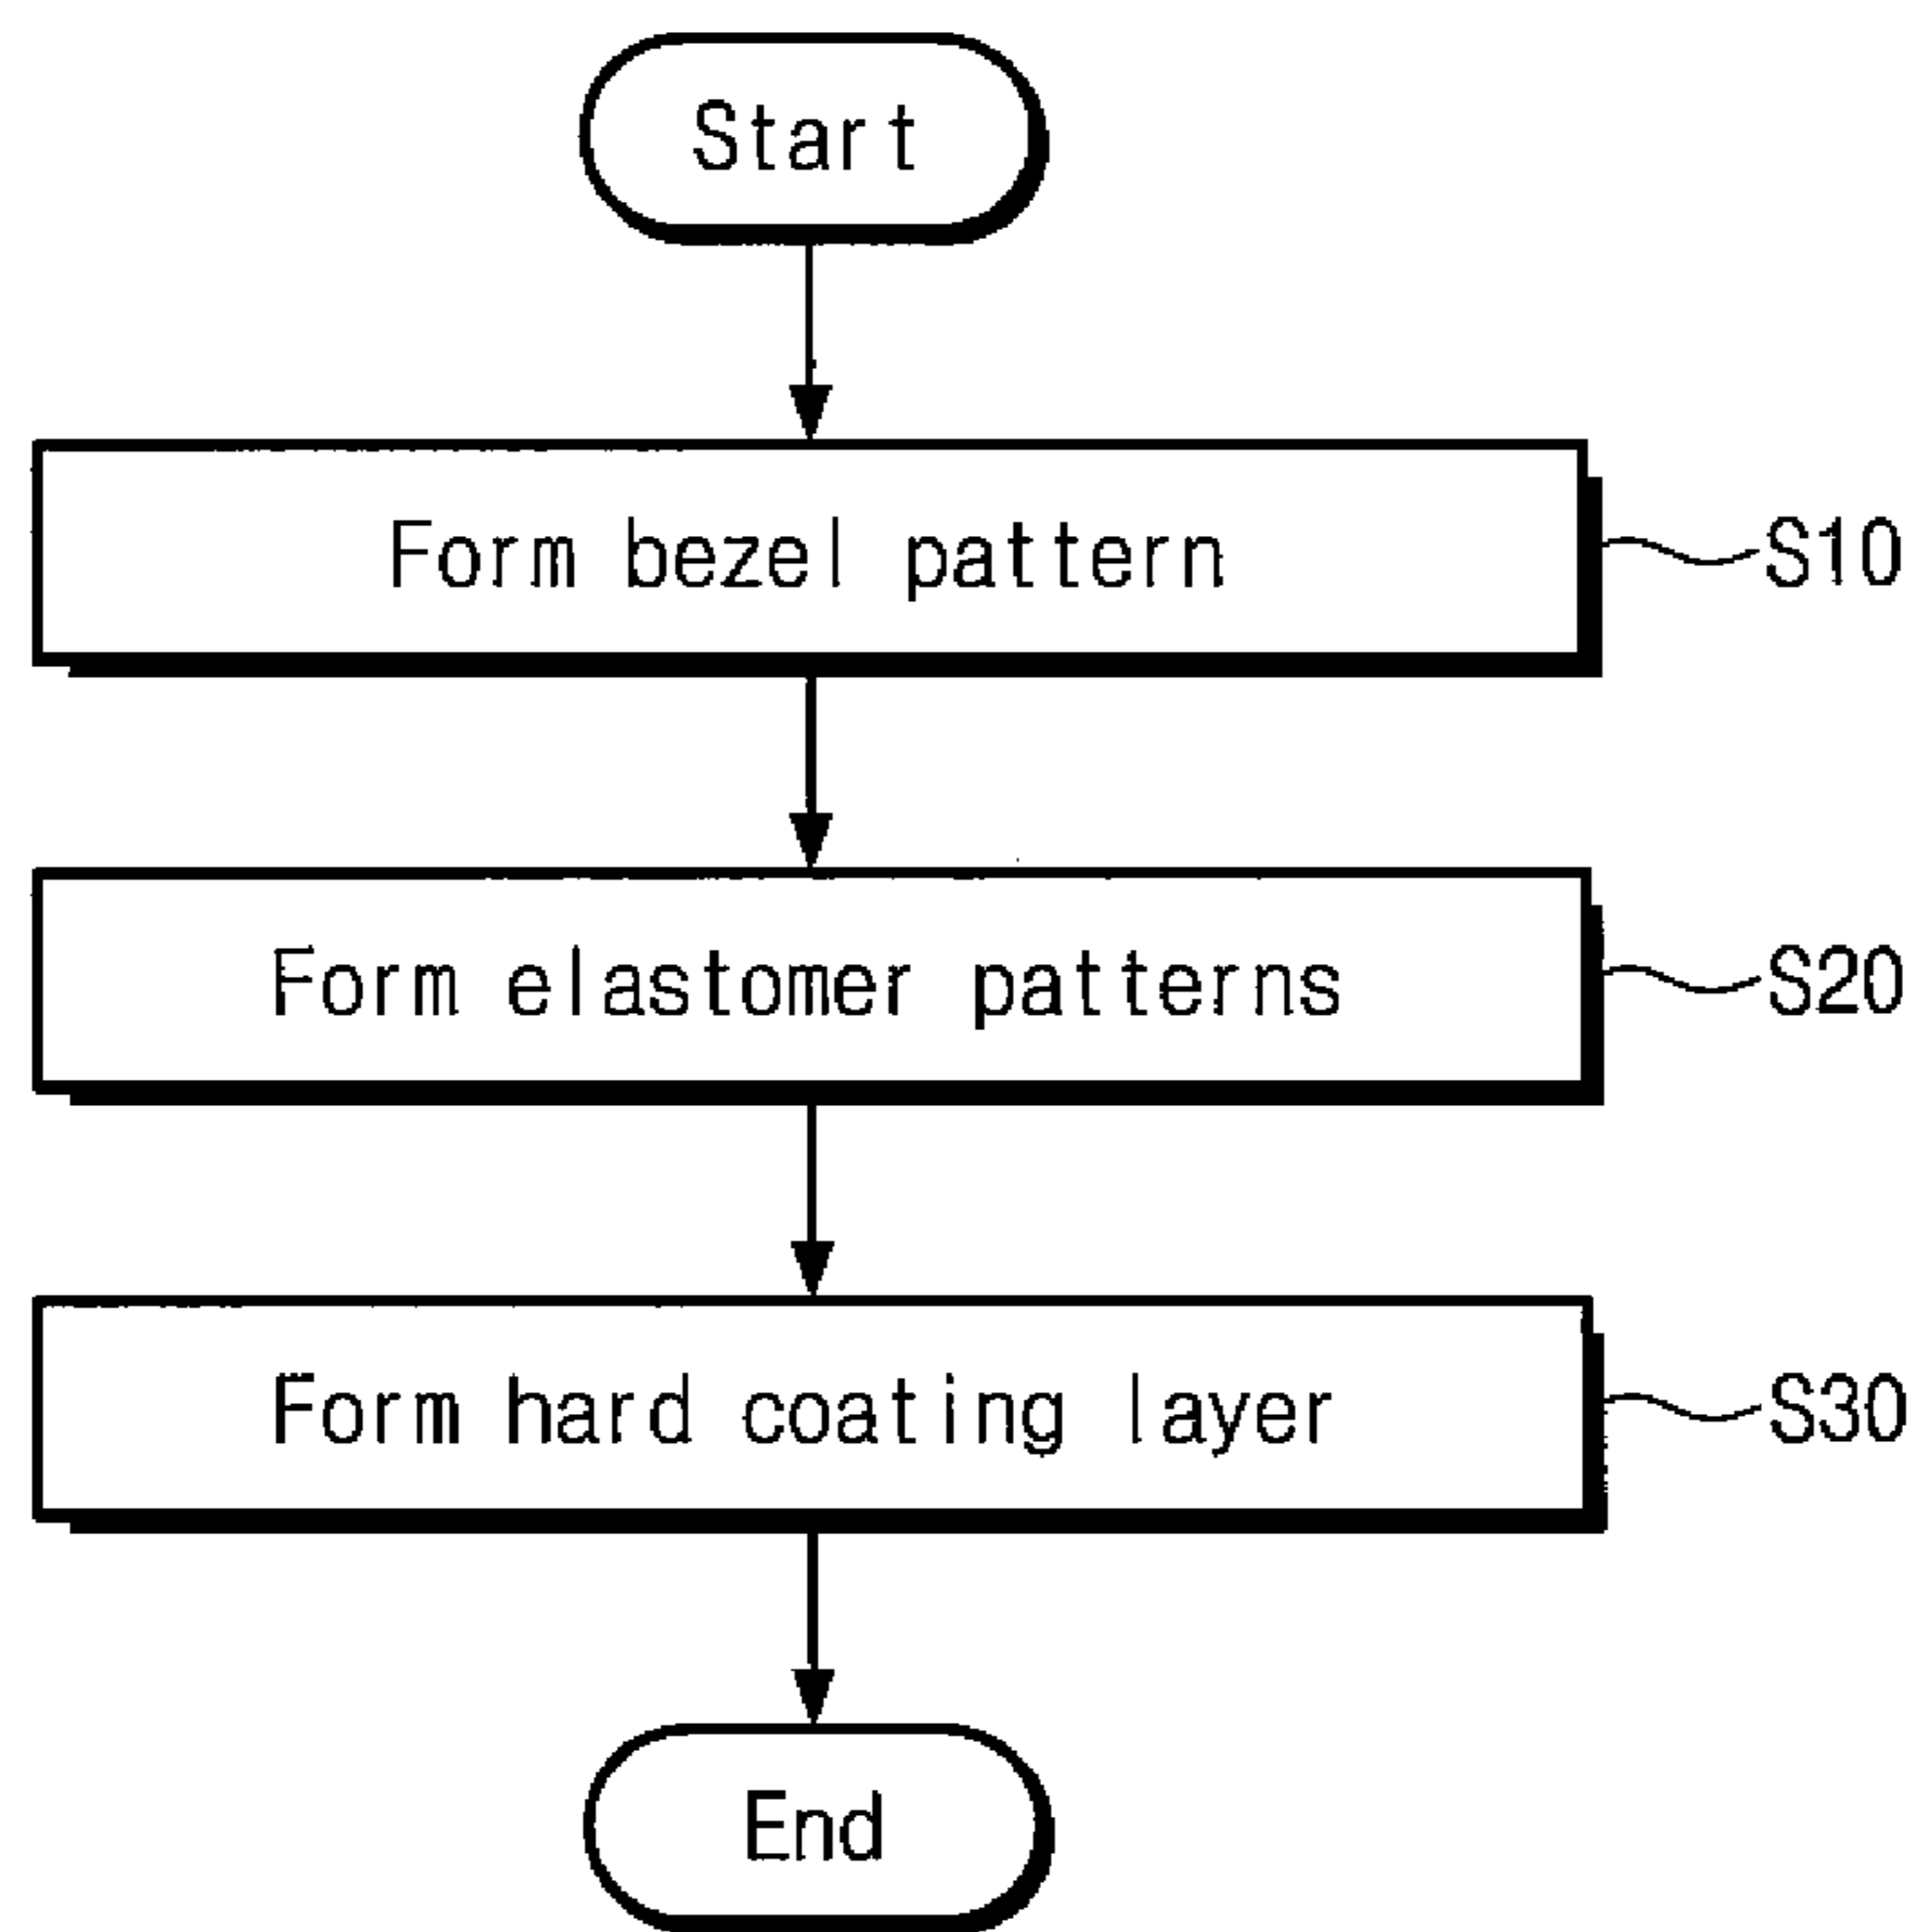 Start
Form bezel pattern
S10
Form elastomer patterns
S20
Form hard coating layer
S30
End